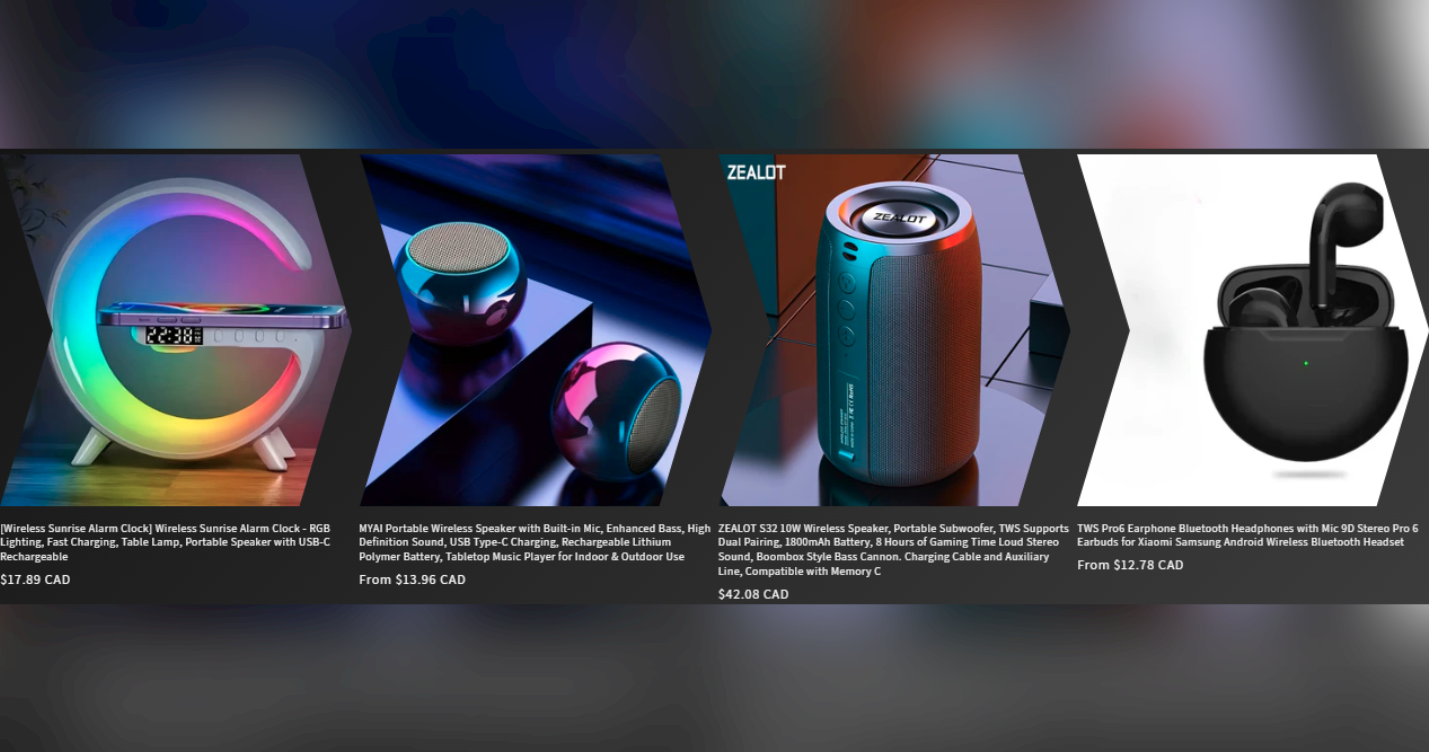 ZEALOT
ZEALOT
22:38
[Wireless Sunrise Alarm Clock] Wireless Sunrise Alarm Clock - RGB
Lighting, Fast Charging, Table Lamp, Portable Speaker with USB-C
Rechargeable
$17.89 CAD
MYAI Portable Wireless Speaker with Built-in Mic, Enhanced Bass, High
Definition Sound, USB Type-C Charging, Rechargeable Lithium
Polymer Battery, Tabletop Music Player for Indoor & Outdoor Use
From $13.96 CAD
ZEALOT S32 10W Wireless Speaker, Portable Subwoofer, TWS Supports
Dual Pairing, 1800mAh Battery, 8 Hours of Gaming Time Loud Stereo
Sound, Boombox Style Bass Cannon. Charging Cable and Auxiliary
Line, Compatible with Memory C
$42.08 CAD
TWS Pro6 Earphone Bluetooth Headphones with Mic 9D Stereo Pro 6
Earbuds for Xiaomi Samsung Android Wireless Bluetooth Headset
From $12.78 CAD